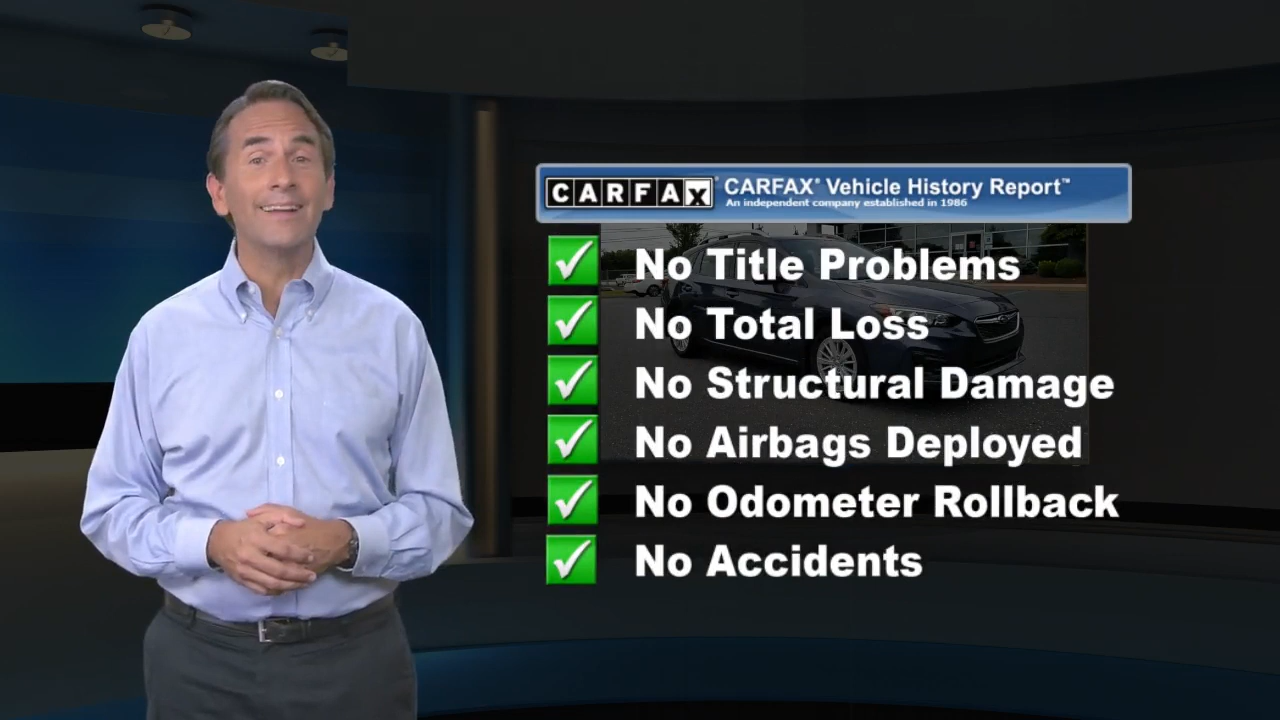 CARFAX® CARFAX® Vehicle History Report™
An independent company established in 1986
No Title Problems
No Total Loss
No Structural Damage
No Airbags Deployed
No Odometer Rollback
No Accidents